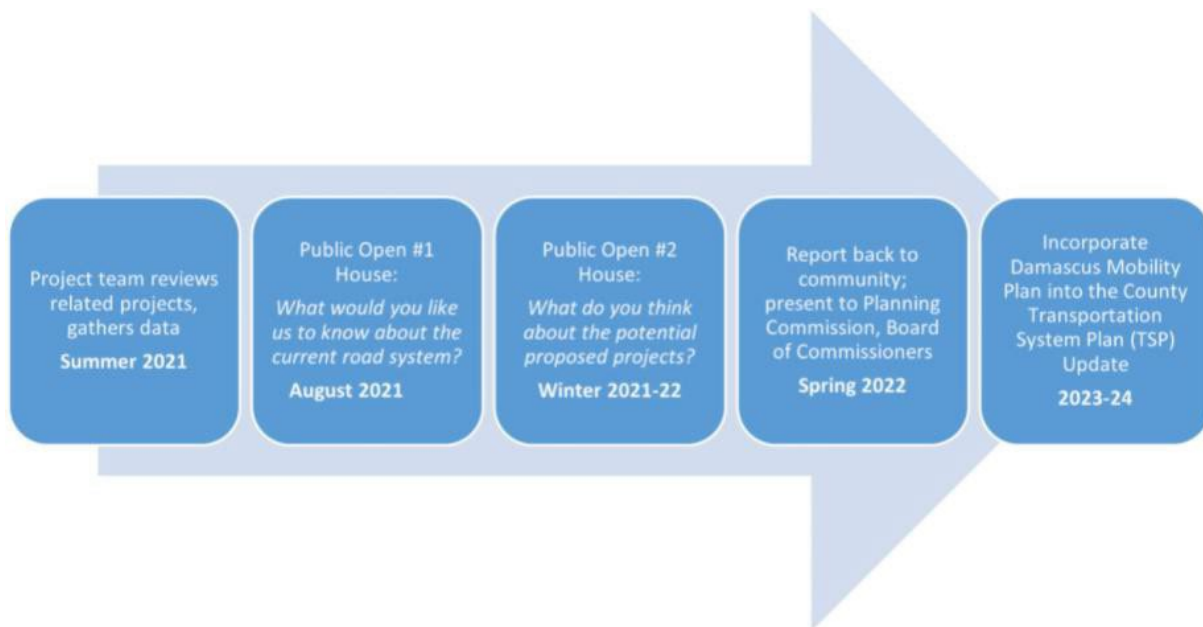 Project team reviews
related projects,
gathers data
Summer 2021
Public Open #1
House:
What would you like
us to know about the
current road system?
August 2021
Public Open #2
House:
What do you think
about the potential
proposed projects?
Winter 2021-22
Report back to
community;
present to Planning
Commission, Board
of Commissioners
Spring 2022
Incorporate
Damascus Mobility
Plan into the County
Transportation
System Plan (TSP)
Update
2023-24